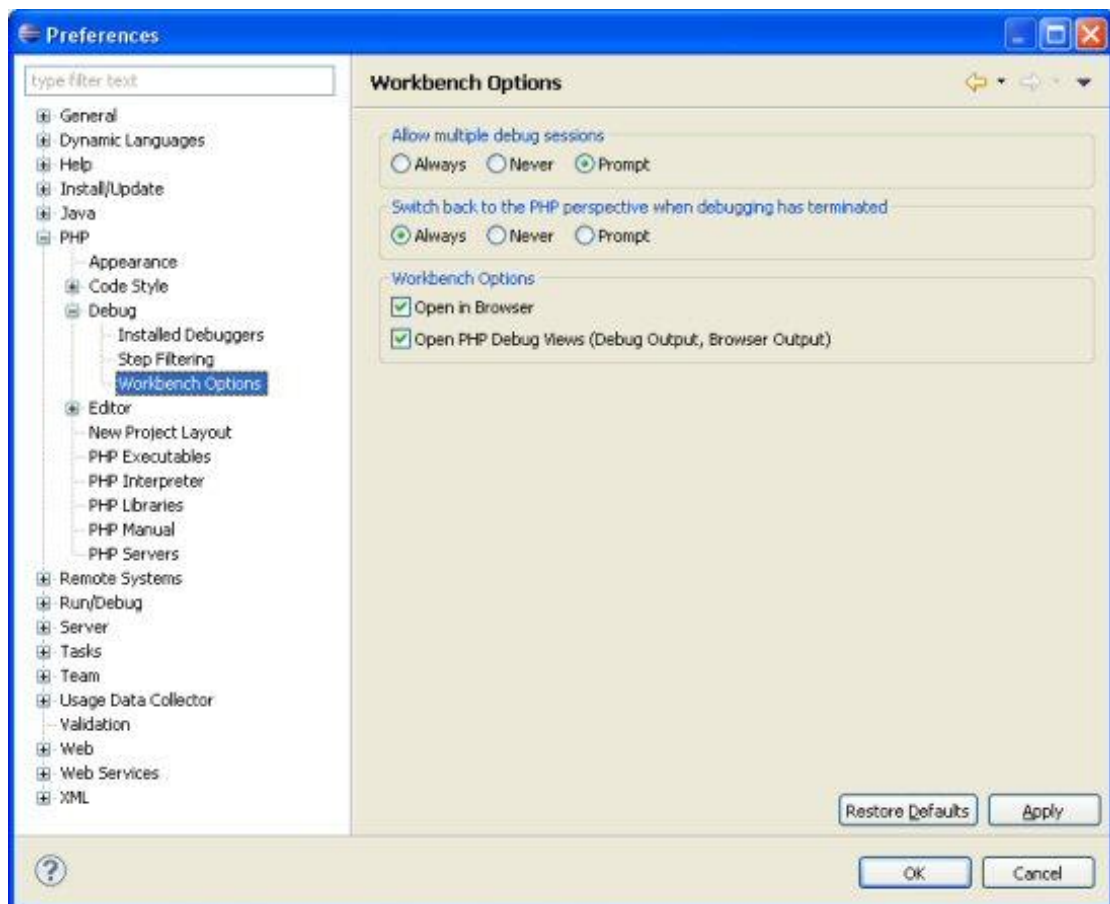 Preferences
type filter text
General
Dynamic Languages
Help
Install/Update
Java
PHP
Appearance
Code Style
Debug
Installed Debuggers
Step Filtering
Workbench Options
Editor
New Project Layout
PHP Executables
PHP Interpreter
PHP Libraries
PHP Manual
PHP Servers
Remote Systems
Run/Debug
Server
Tasks
Team
Usage Data Collector
Validation
Web
Web Services
XML
Workbench Options
Allow multiple debug sessions
Always Never Prompt
Switch back to the PHP perspective when debugging has terminated
Always Never Prompt
Workbench Options
Open in Browser
Open PHP Debug Views (Debug Output, Browser Output)
Restore Defaults Apply
? OK Cancel